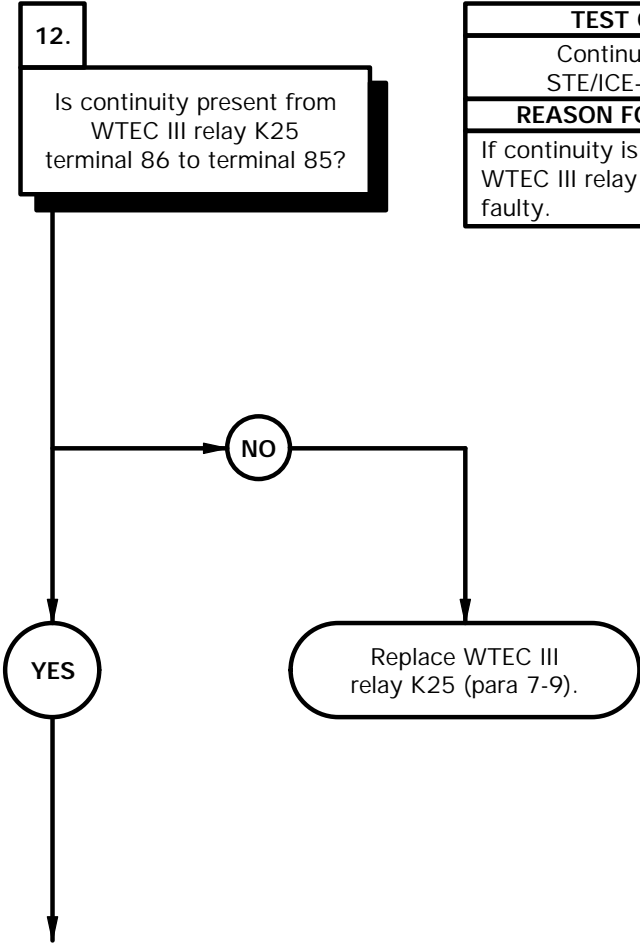 12.
Is continuity present from
WTEC III relay K25
terminal 86 to terminal 85?
TEST
Continu
STE/ICE-
REASON FO
If continuity is
WTEC III relay
faulty.
NO
YES
Replace WTEC III
relay K25 (para 7-9).